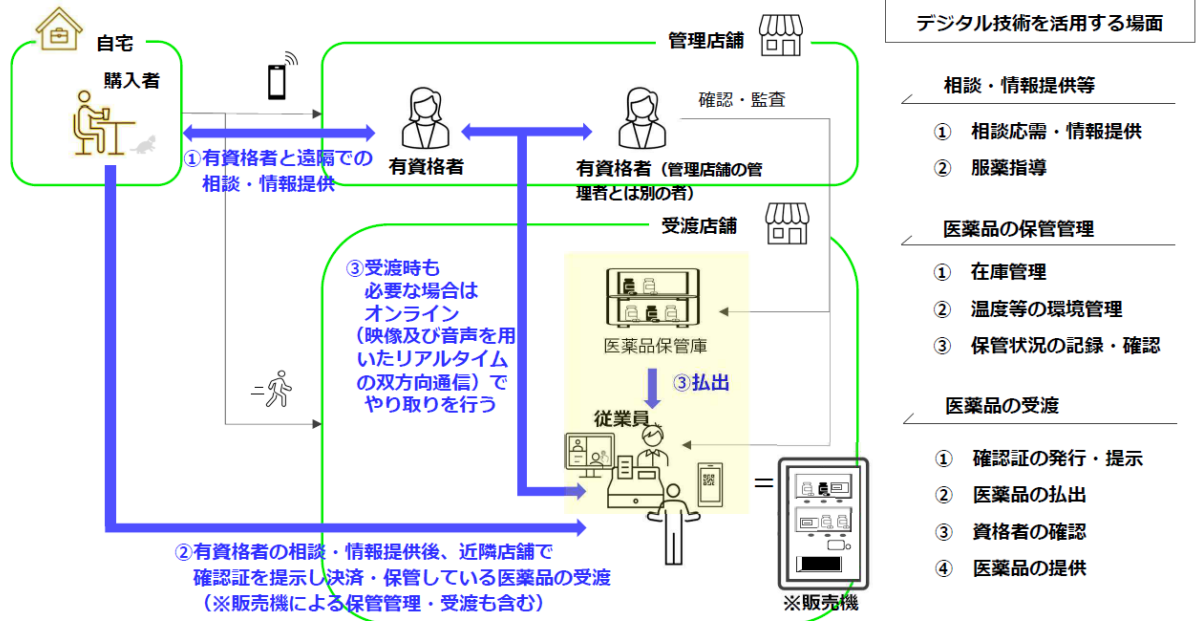 自宅
購入者
管理店舗
確認・監査
有資格者
有資格者（管理店舗の管
理者とは別の者）
①有資格者と遠隔での
相談・情報提供
受渡店舗
③受渡時も
必要な場合は
オンライン
（映像及び音声を用
いたリアルタイム
の双方向通信）で
やり取りを行う
医薬品保管庫
③払出
従業員
＝
※販売機
②有資格者の相談・情報提供後、近隣店舗で
確認証を提示し決済・保管している医薬品の受渡
（※販売機による保管管理・受渡も含む）
デジタル技術を活用する場面
相談・情報提供等
① 相談応需・情報提供
② 服薬指導
医薬品の保管管理
① 在庫管理
② 温度等の環境管理
③ 保管状況の記録・確認
医薬品の受渡
① 確認証の発行・提示
② 医薬品の払出
③ 資格者の確認
④ 医薬品の提供